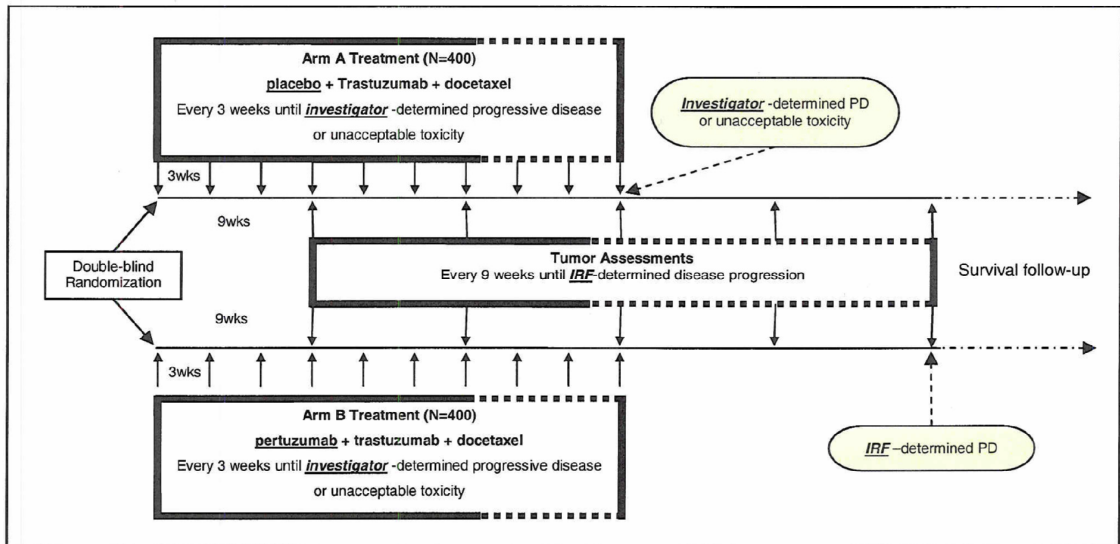 Arm A Treatment (N=400)
placebo + Trastuzumab + docetaxel
Every 3 weeks until investigator -determined progressive disease
or unacceptable toxicity
Investigator -determined PD
or unacceptable toxicity
3wks
9wks
Double-blind
Randomization
Tumor Assessments
Every 9 weeks until IRF-determined disease progression
Survival follow-up
9wks
3wks
Arm B Treatment (N=400)
pertuzumab + trastuzumab + docetaxel
Every 3 weeks until investigator -determined progressive disease
or unacceptable toxicity
IRF –determined PD